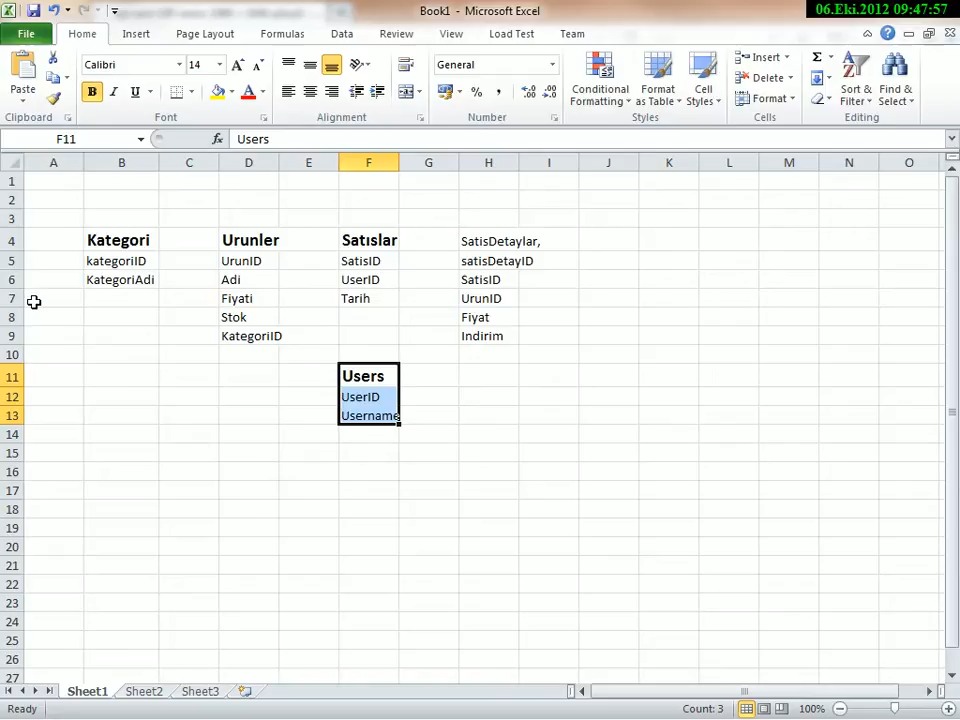 Book1 - Microsoft Excel
06.Eki.2012 09:47:57
File Home Insert Page Layout Formulas Data Review View Load Test Team
Calibri 14
General
Paste
B I U
Conditional Formatting
Format as Table
Cell Styles
Insert
Delete
Format
Sort & Filter
Find & Select
Clipboard Font Alignment Number Styles Cells Editing
F11 fx Users
A B C D E F G H I J K L M N O
1
2
3
4 Kategori Urunler Satıslar SatisDetaylar,
5 kategoriID UrunID SatisID satisDetayID
6 KategoriAdi Adi UserID SatisID
7 Fiyati Tarih UrunID
8 Stok Fiyat
9 KategoriID Indirim
10
11 Users
12 UserID
13 Username
14
15
16
17
18
19
20
21
22
23
24
25
26
27
Sheet1 Sheet2 Sheet3
Ready Count: 3 100%